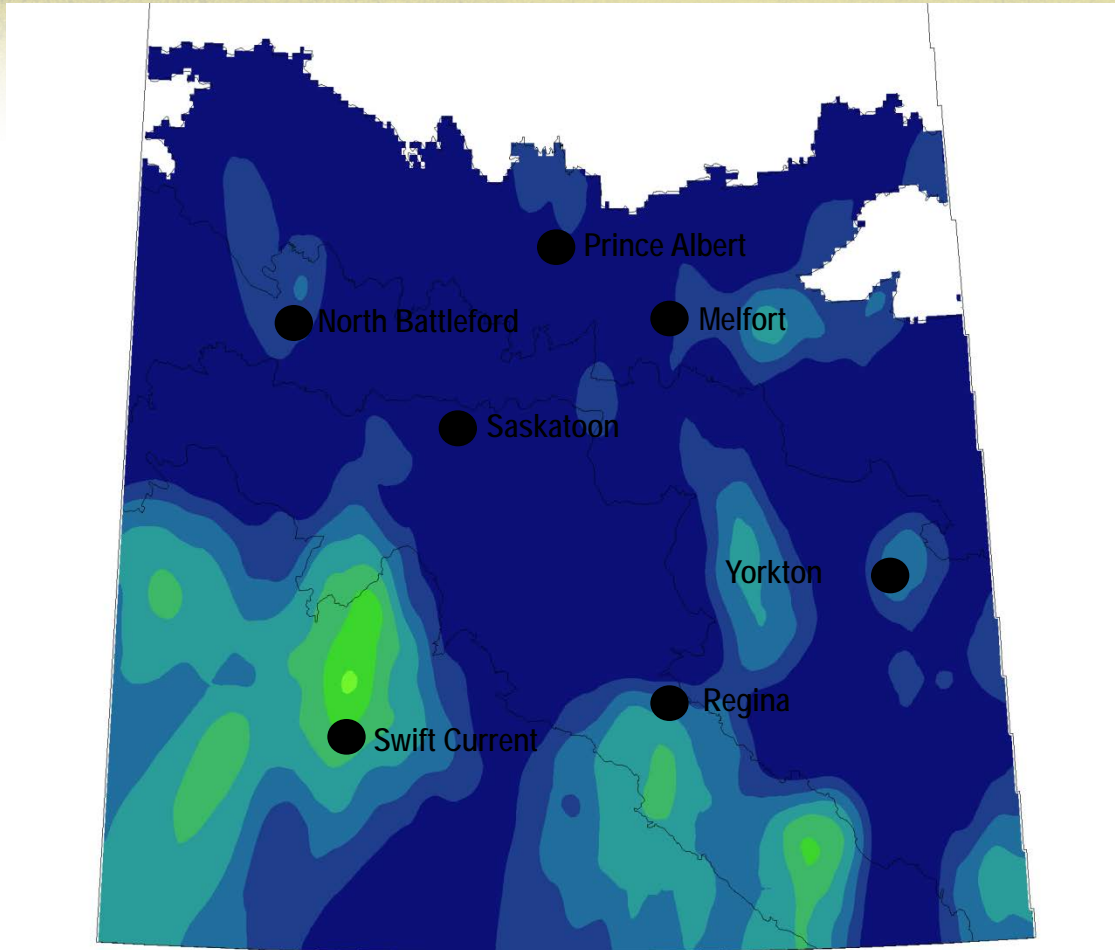 Prince Albert
North Battleford
Melfort
Saskatoon
Yorkton
Regina
Swift Current